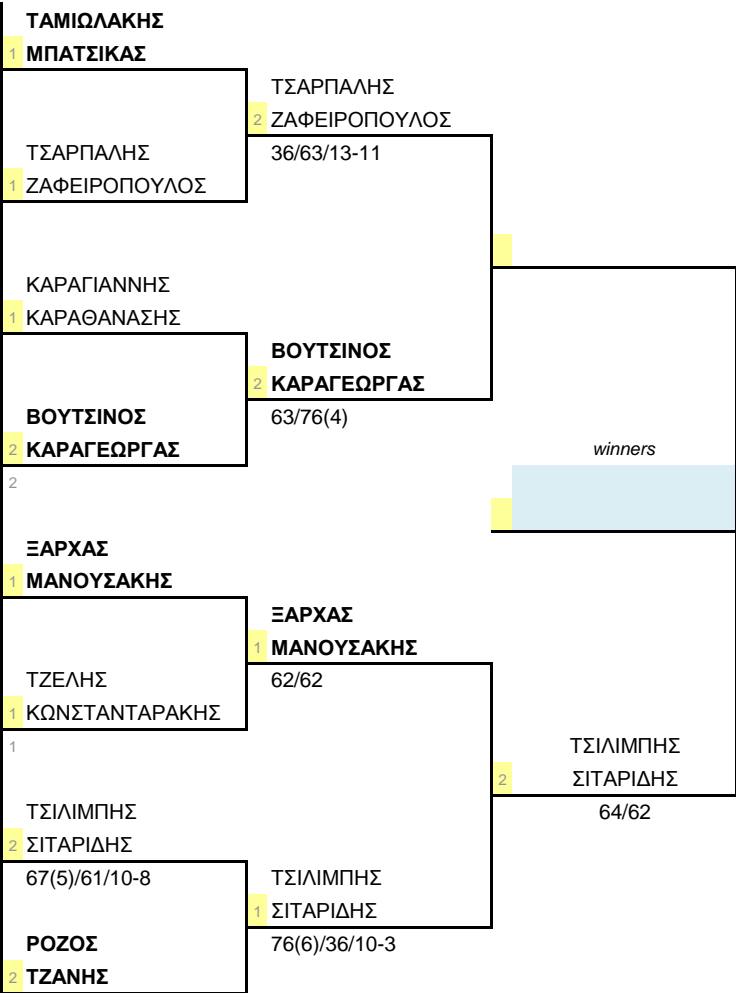 ΤΑΜΙΩΛΑΚΗΣ
1 ΜΠΑΤΣΙΚΑΣ
ΤΣΑΡΠΑΛΗΣ
2 ΖΑΦΕΙΡΟΠΟΥΛΟΣ
ΤΣΑΡΠΑΛΗΣ 36/63/13-11
1 ΖΑΦΕΙΡΟΠΟΥΛΟΣ
ΚΑΡΑΓΙΑΝΝΗΣ
1 ΚΑΡΑΘΑΝΑΣΗΣ
ΒΟΥΤΣΙΝΟΣ
2 ΚΑΡΑΓΕΩΡΓΑΣ
ΒΟΥΤΣΙΝΟΣ 63/76(4)
2 ΚΑΡΑΓΕΩΡΓΑΣ winners
2
ΞΑΡΧΑΣ
1 ΜΑΝΟΥΣΑΚΗΣ
ΞΑΡΧΑΣ
1 ΜΑΝΟΥΣΑΚΗΣ
ΤΖΕΛΗΣ 62/62
1 ΚΩΝΣΤΑΝΤΑΡΑΚΗΣ
1 ΤΣΙΛΙΜΠΗΣ
2 ΣΙΤΑΡΙΔΗΣ
ΤΣΙΛΙΜΠΗΣ 64/62
2 ΣΙΤΑΡΙΔΗΣ
67(5)/61/10-8 ΤΣΙΛΙΜΠΗΣ
1 ΣΙΤΑΡΙΔΗΣ
ΡΟΖΟΣ 76(6)/36/10-3
2 ΤΖΑΝΗΣ